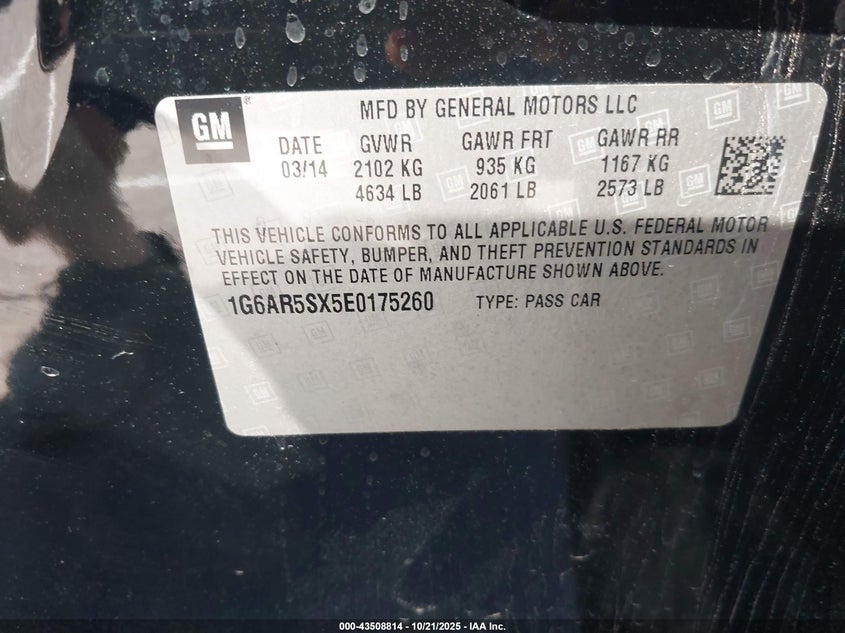 GM ®
MFD BY GENERAL MOTORS LLC
DATE GVWR GAWR FRT GAWR RR
03/14 2102 KG 935 KG 1167 KG
4634 LB 2061 LB 2573 LB
THIS VEHICLE CONFORMS TO ALL APPLICABLE U.S. FEDERAL MOTOR
VEHICLE SAFETY, BUMPER, AND THEFT PREVENTION STANDARDS IN
EFFECT ON THE DATE OF MANUFACTURE SHOWN ABOVE.
1G6AR5SX5E0175260 TYPE: PASS CAR
000-43508814 - 10/21/2025 - IAA Inc.